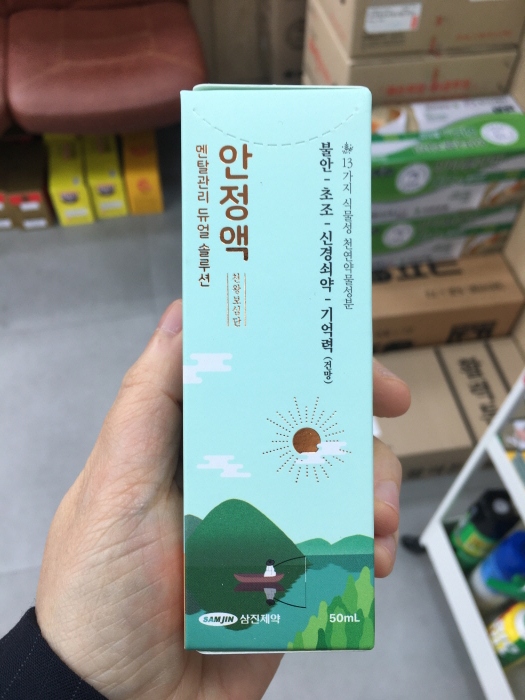 13가지 식물성 천연약물성분
불안-초조-신경쇠약-기억력(건망)
안정액
천왕보심단
멘탈관리 듀얼 솔루션
SAMJIN 삼진제약
50mL